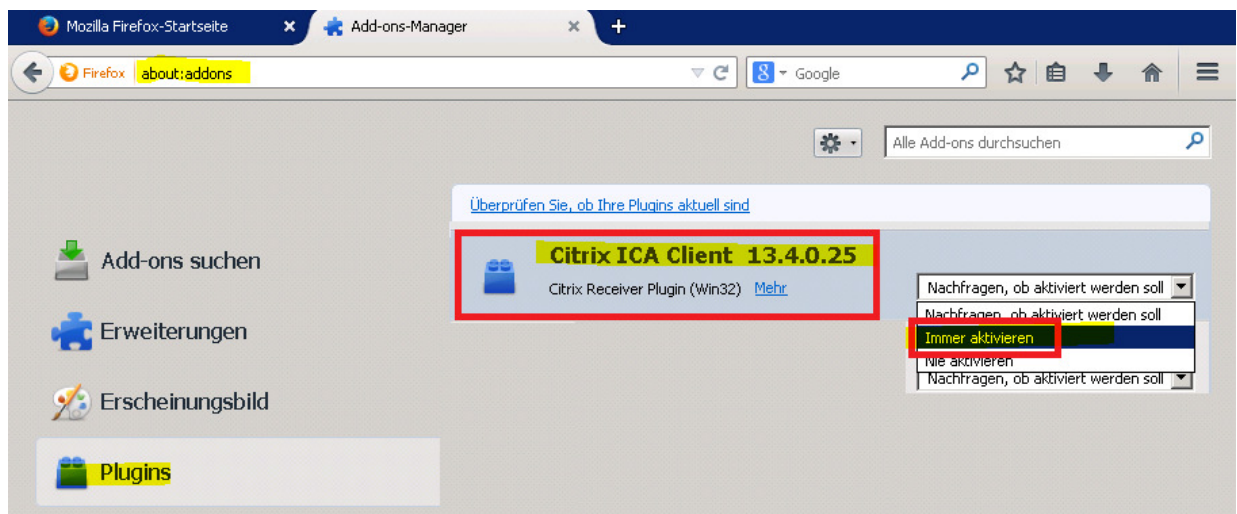 Mozilla Firefox-Startseite
Add-ons-Manager
Firefox about:addons
8 Google
Alle Add-ons durchsuchen
Überprüfen Sie, ob Ihre Plugins aktuell sind
Add-ons suchen
Citrix ICA Client 13.4.0.25
Citrix Receiver Plugin (Win32) Mehr
Nachfragen, ob aktiviert werden soll
Nachfragen, ob aktiviert werden soll
Immer aktivieren
Nie aktivieren
Nachfragen, ob aktiviert werden soll
Erweiterungen
Erscheinungsbild
Plugins